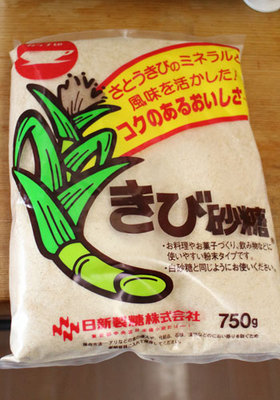 さとうきびのミネラルと
風味を活かした!
コクのあるおいしさ
きび砂糖
・お料理やお菓子づくり、飲み物などに
使いやすい粉末タイプです。
・白砂糖と同じようにお使いください。
日新製糖株式会社
750g